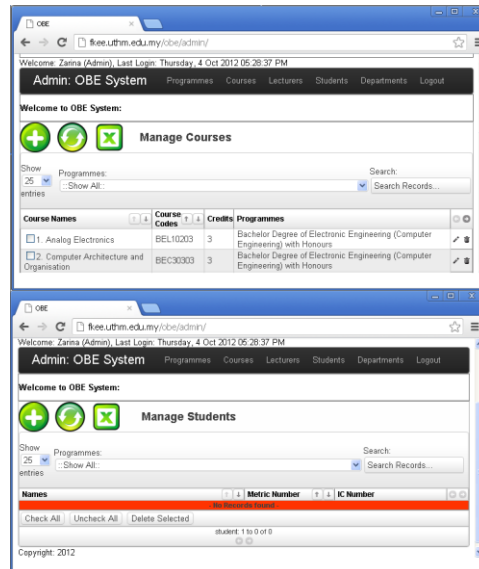 OBE
fkee.uthm.edu.my/obe/admin/
Welcome: Zarina (Admin), Last Login: Thursday, 4 Oct 2012 05:28:37 PM
Admin: OBE System Programmes Courses Lecturers Students Departments Logout
Welcome to OBE System:
Manage Courses
Show
25
entries
Programmes:
::Show All::
Search:
Search Records...
Course Names Course Codes Credits Programmes
1. Analog Electronics BEL10203 3 Bachelor Degree of Electronic Engineering (Computer
Engineering) with Honours
2. Computer Architecture and
Organisation BEC30303 3 Bachelor Degree of Electronic Engineering (Computer
Engineering) with Honours
OBE
fkee.uthm.edu.my/obe/admin/
Welcome: Zarina (Admin), Last Login: Thursday, 4 Oct 2012 05:28:37 PM
Admin: OBE System Programmes Courses Lecturers Students Departments Logout
Welcome to OBE System:
Manage Students
Show
25
entries
Programmes:
::Show All::
Search:
Search Records...
Names Metric Number IC Number
- No Records found -
Check All Uncheck All Delete Selected
student: 1 to 0 of 0
Copyright: 2012